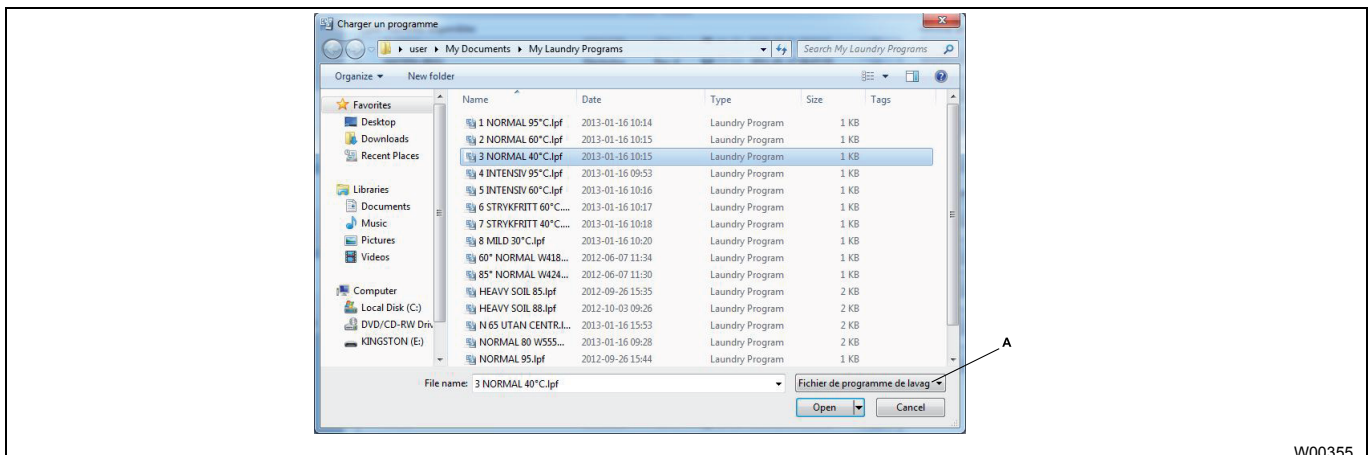 Charger un programme
user My Documents My Laundry Programs Search My Laundry Programs
Organize New folder
Favorites
Desktop
Downloads
Recent Places
Libraries
Documents
Music
Pictures
Videos
Computer
Local Disk (C:)
DVD/CD-RW Driv
KINGSTON (E:)
Name Date Type Size Tags
1 NORMAL 95°C.lpf 2013-01-16 10:14 Laundry Program 1 KB
2 NORMAL 60°C.lpf 2013-01-16 10:15 Laundry Program 1 KB
3 NORMAL 40°C.lpf 2013-01-16 10:15 Laundry Program 1 KB
4 INTENSIV 95°C.lpf 2013-01-16 09:53 Laundry Program 1 KB
5 INTENSIV 60°C.lpf 2013-01-16 10:16 Laundry Program 1 KB
6 STRYKFRITT 60°C.... 2013-01-16 10:17 Laundry Program 1 KB
7 STRYKFRITT 40°C.... 2013-01-16 10:18 Laundry Program 1 KB
8 MILD 30°C.lpf 2013-01-16 10:20 Laundry Program 1 KB
60° NORMAL W418... 2012-06-07 11:34 Laundry Program 1 KB
85° NORMAL W424... 2012-06-07 11:30 Laundry Program 1 KB
HEAVY SOIL 85.lpf 2012-09-26 15:35 Laundry Program 2 KB
HEAVY SOIL 88.lpf 2012-10-03 09:26 Laundry Program 2 KB
N 65 UTAN CENTR.l... 2013-01-16 15:53 Laundry Program 2 KB
NORMAL 80 W555... 2013-01-16 09:28 Laundry Program 2 KB
NORMAL 95.lpf 2012-09-26 15:44 Laundry Program 1 KB
A
File name: 3 NORMAL 40°C.lpf Fichier de programme de lavag
Open Cancel
W00355